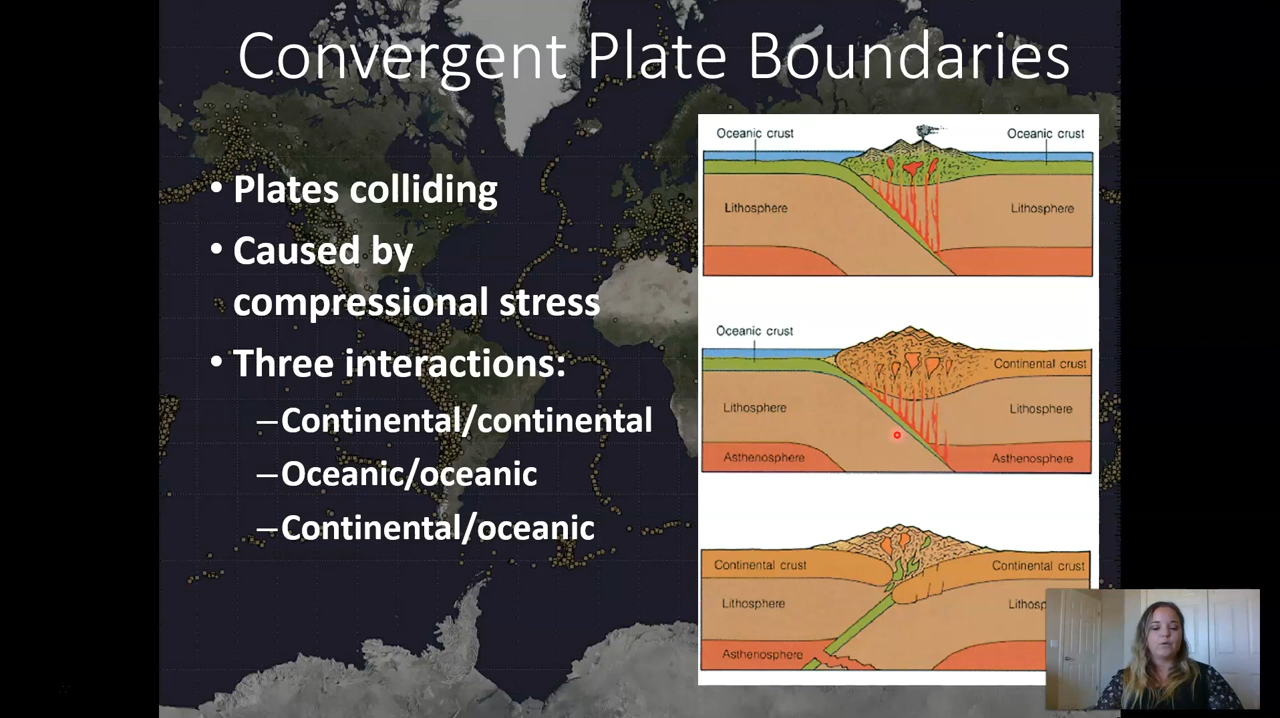 Convergent Plate Boundaries
• Plates colliding
• Caused by
compressional stress
• Three interactions:
–Continental/continental
–Oceanic/oceanic
–Continental/oceanic
Oceanic crust
Oceanic crust
Lithosphere
Lithosphere
Oceanic crust
Continental crust
Lithosphere
Lithosphere
Asthenosphere
Asthenosphere
Continental crust
Continental crust
Lithosphere
Asthenosphere